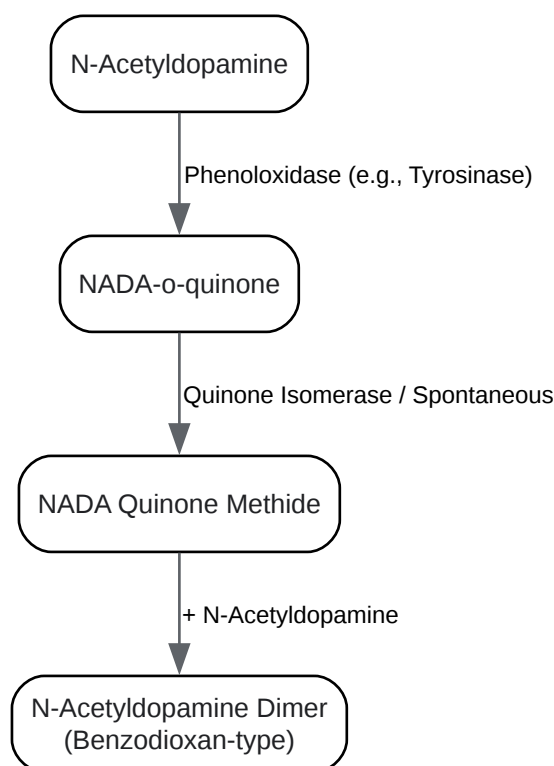 N-Acetyldopamine
Phenoloxidase (e.g., Tyrosinase)
NADA-o-quinone
Quinone Isomerase / Spontaneous
NADA Quinone Methide
+ N-Acetyldopamine
N-Acetyldopamine Dimer
(Benzodioxan-type)